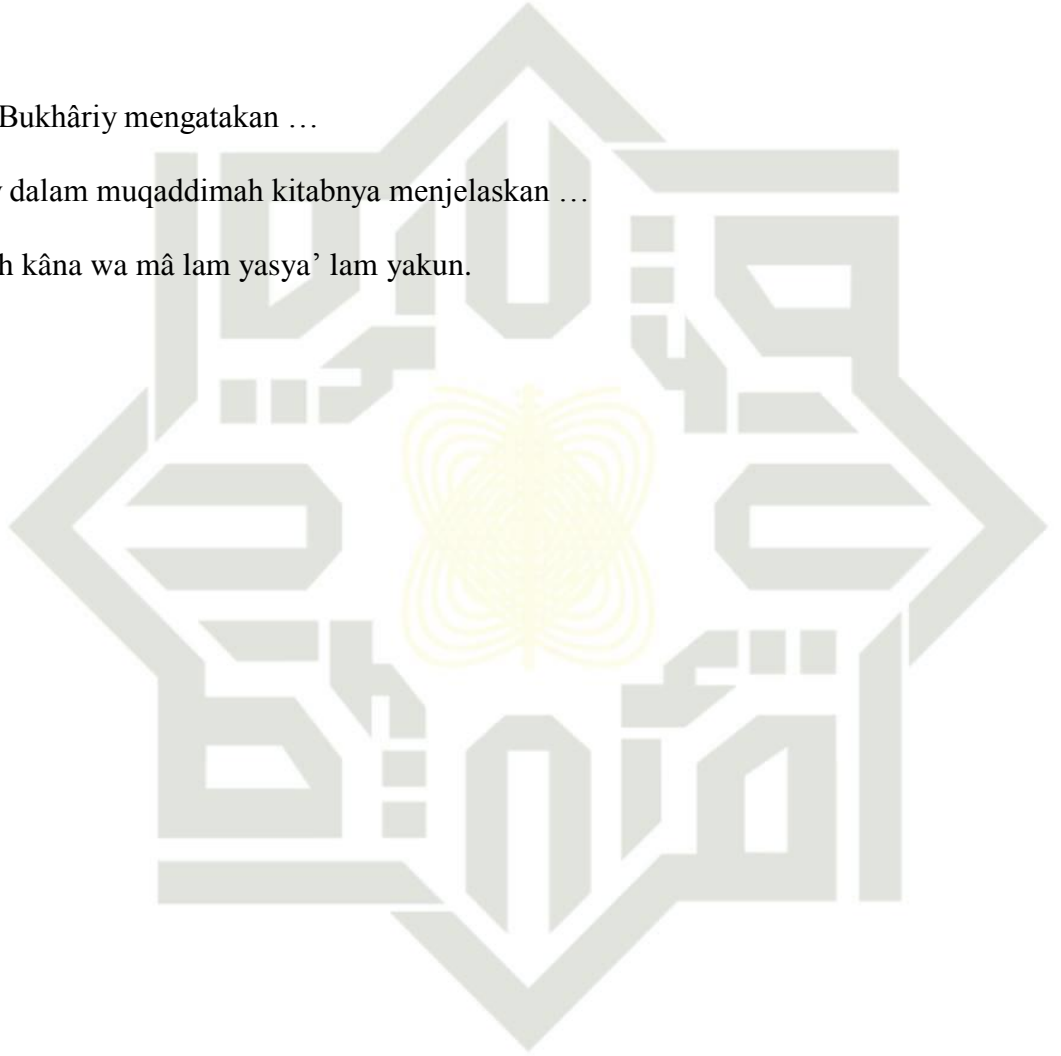 Bukhâriy mengatakan …
dalam muqaddimah kitabnya menjelaskan …
kâna wa mâ lam yasya’ lam yakun.